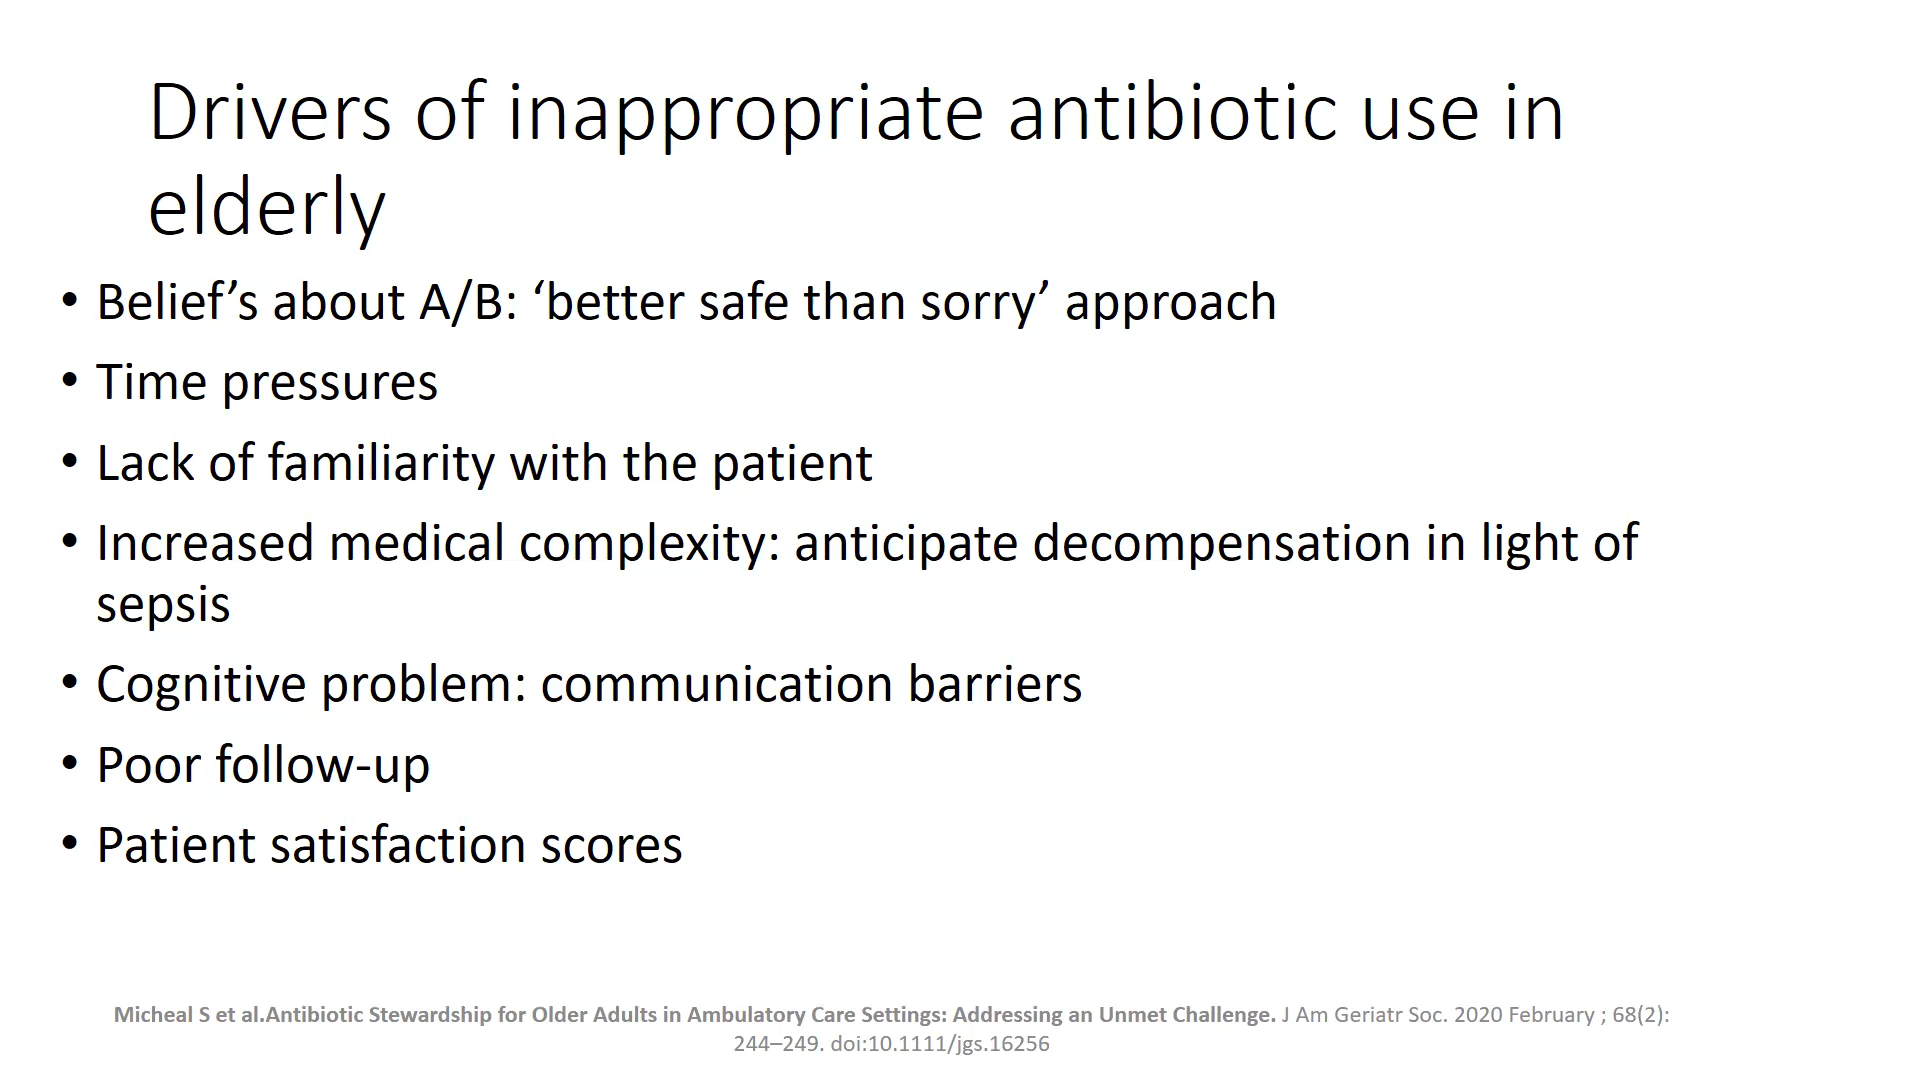 Drivers of inappropriate antibiotic use in
elderly
• Belief’s about A/B: ‘better safe than sorry’ approach
• Time pressures
• Lack of familiarity with the patient
• Increased medical complexity: anticipate decompensation in light of
sepsis
• Cognitive problem: communication barriers
• Poor follow-up
• Patient satisfaction scores
Micheal S et al.Antibiotic Stewardship for Older Adults in Ambulatory Care Settings: Addressing an Unmet Challenge. J Am Geriatr Soc. 2020 February ; 68(2):
244–249. doi:10.1111/jgs.16256